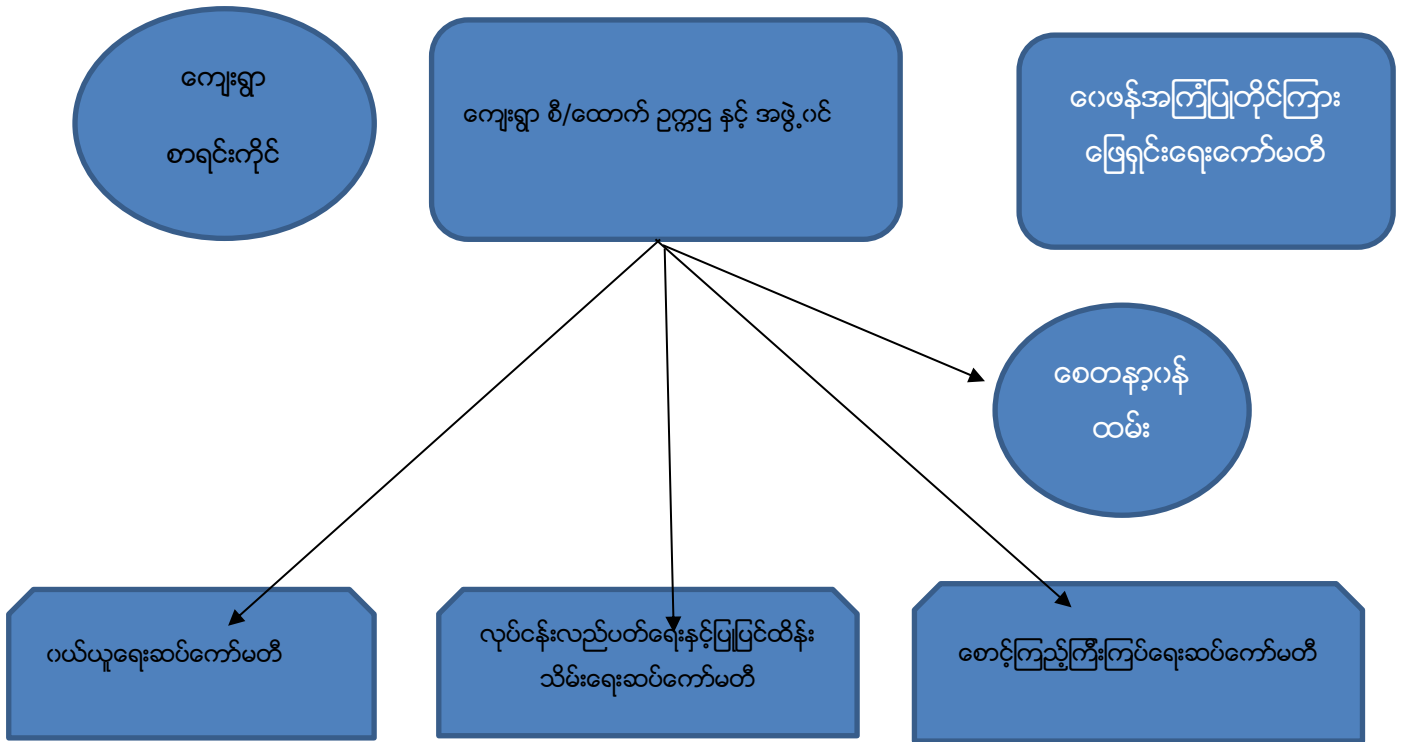 ကျေးရွာ
စာရင်းကိုင်
ကျေးရွာ စီ/ထောက် ဥက္ကဌ နှင့် အဖွဲ့ဝင်
ဝေဖန်အကြံပြုတိုင်ကြား
ဖြေရှင်းရေးကော်မတီ
စေတနာ့ဝန်
ထမ်း
ဝယ်ယူရေးဆပ်ကော်မတီ
လုပ်ငန်းလည်ပတ်ရေးနှင့်ပြုပြင်ထိန်း
သိမ်းရေးဆပ်ကော်မတီ
စောင့်ကြည့်ကြီးကြပ်ရေးဆပ်ကော်မတီ